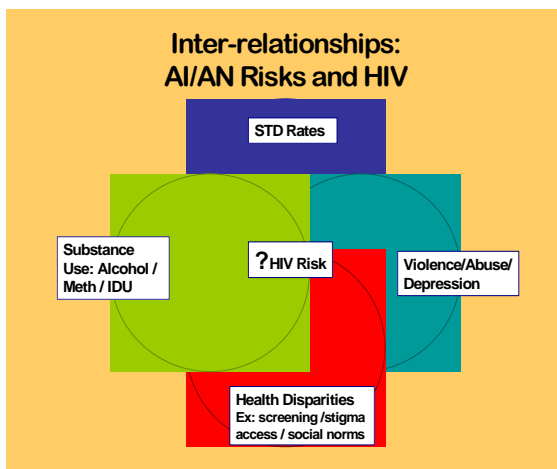 Inter-relationships:
AI/AN Risks and HIV
STD Rates
Substance
Use: Alcohol /
Meth / IDU
?HIV Risk
Violence/Abuse/
Depression
Health Disparities
Ex: screening /stigma
access / social norms